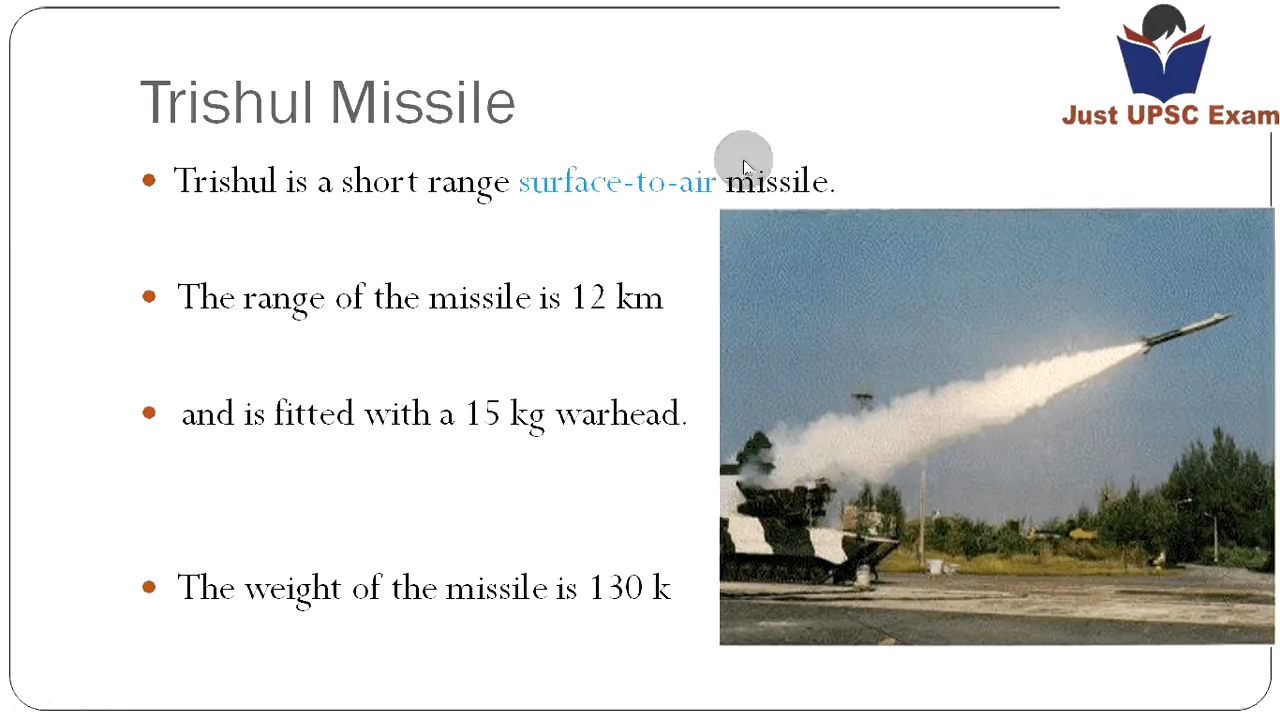 Just UPSC Exam
Trishul Missile
Trishul is a short range surface-to-air missile.
The range of the missile is 12 km
and is fitted with a 15 kg warhead.
The weight of the missile is 130 k